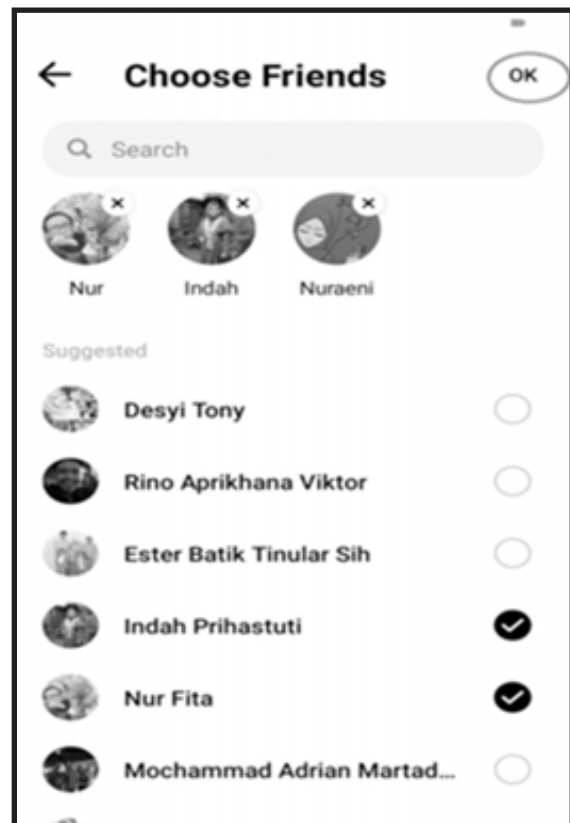 Choose Friends OK
Search
Nur Indah Nuraeni
Suggested
Desyi Tony
Rino Aprikhana Viktor
Ester Batik Tinular Sih
Indah Prihastuti
Nur Fita
Mochammad Adrian Martad...